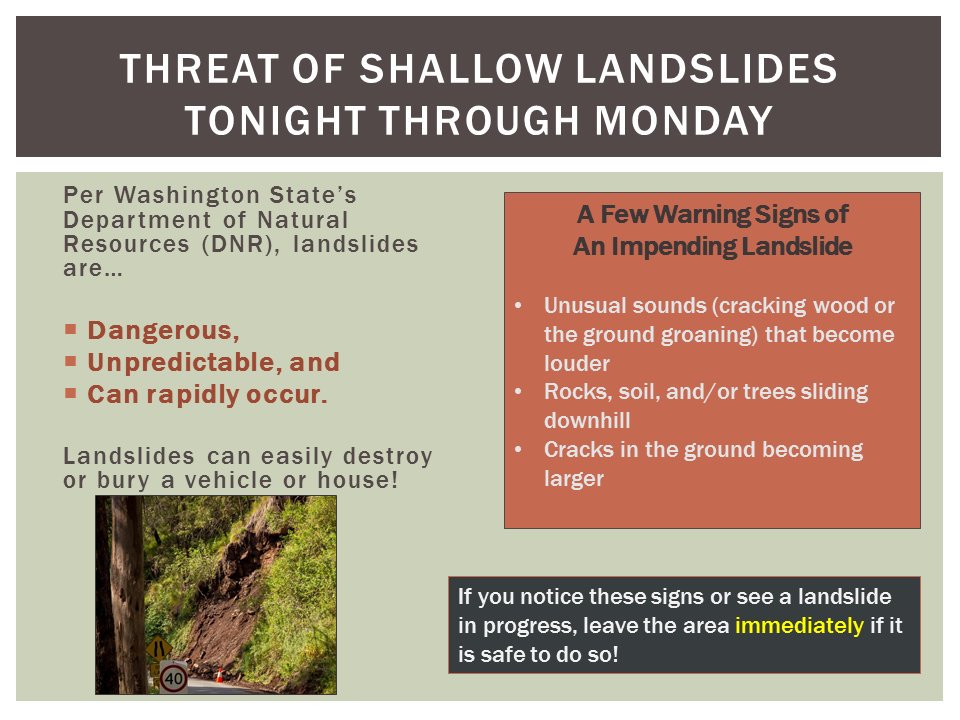 THREAT OF SHALLOW LANDSLIDES
TONIGHT THROUGH MONDAY
Per Washington State’s
Department of Natural
Resources (DNR), landslides
are…
Dangerous,
Unpredictable, and
Can rapidly occur.
Landslides can easily destroy
or bury a vehicle or house!
40
A Few Warning Signs of
An Impending Landslide
• Unusual sounds (cracking wood or
the ground groaning) that become
louder
• Rocks, soil, and/or trees sliding
downhill
• Cracks in the ground becoming
larger
If you notice these signs or see a landslide
in progress, leave the area immediately if it
is safe to do so!